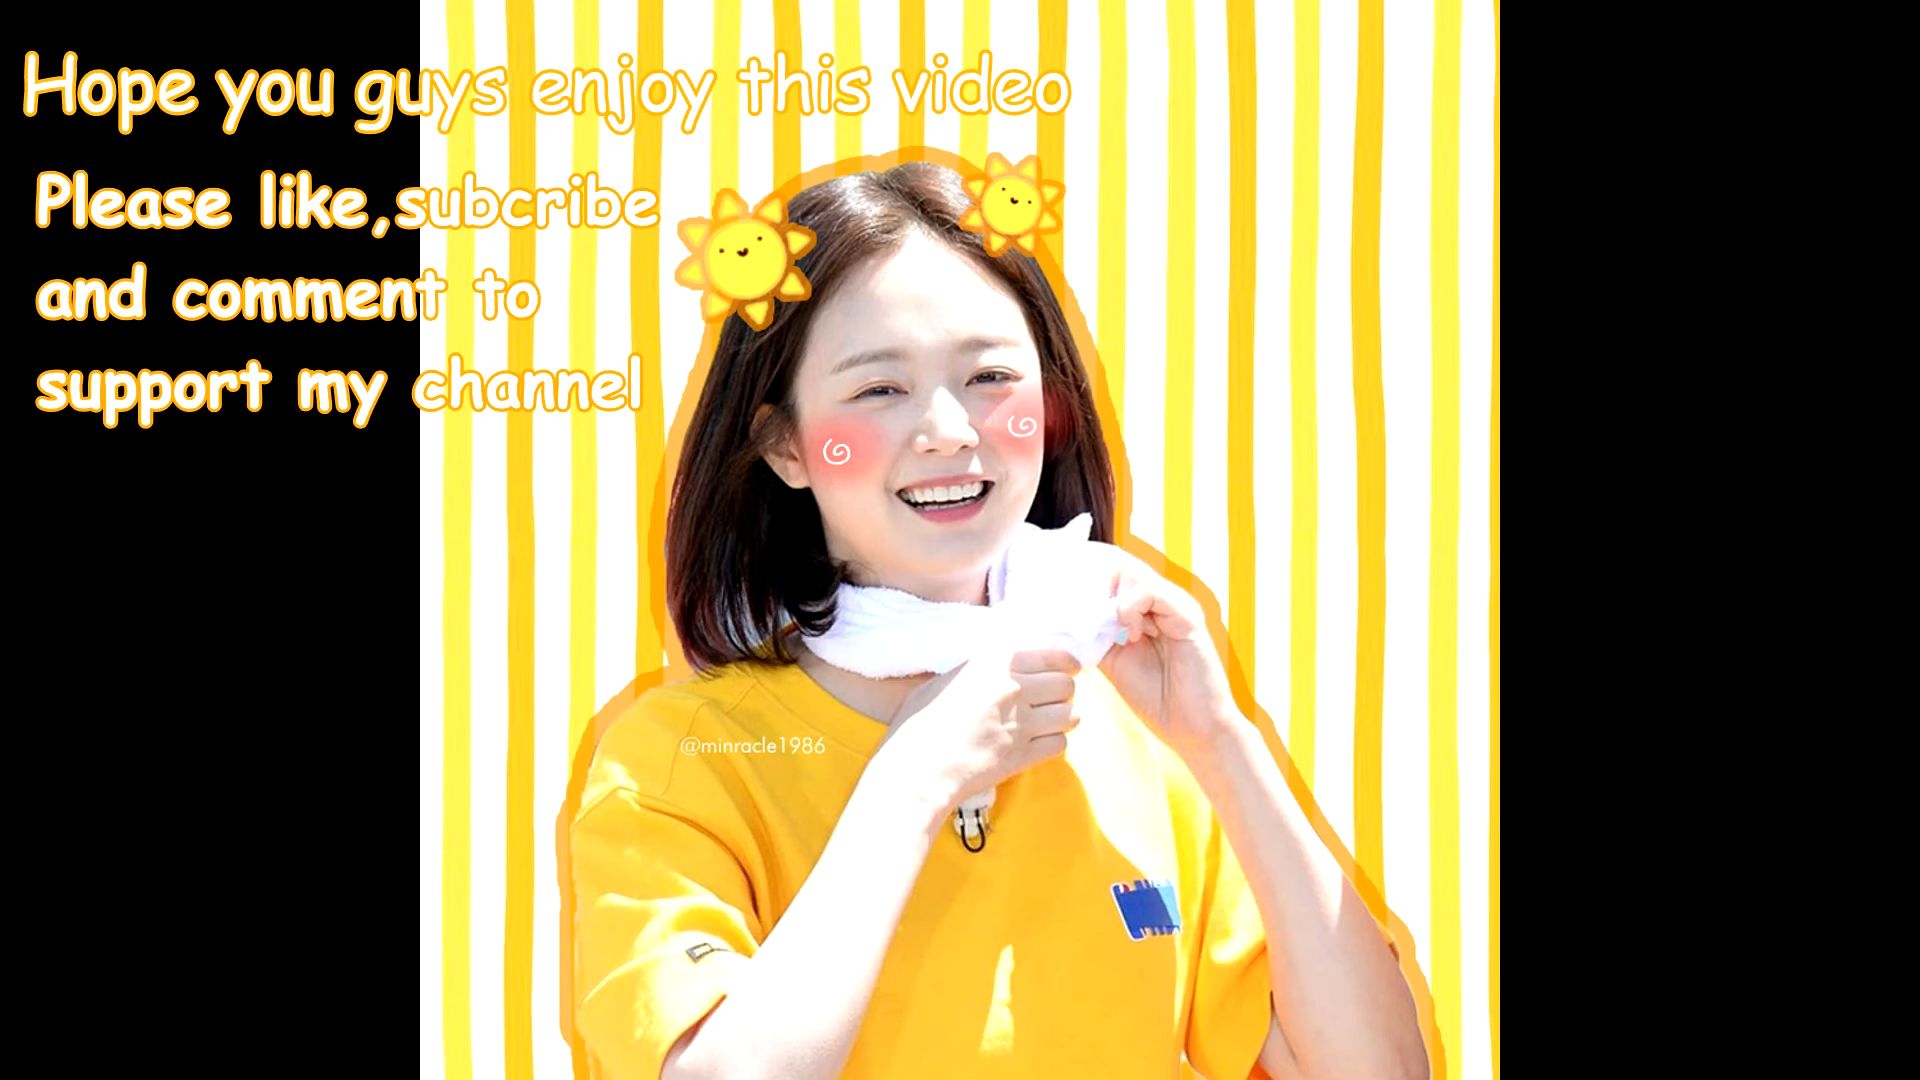 Hope you guys enjoy this video
Please like,subcribe
and comment to
support my channel
@minracle1986